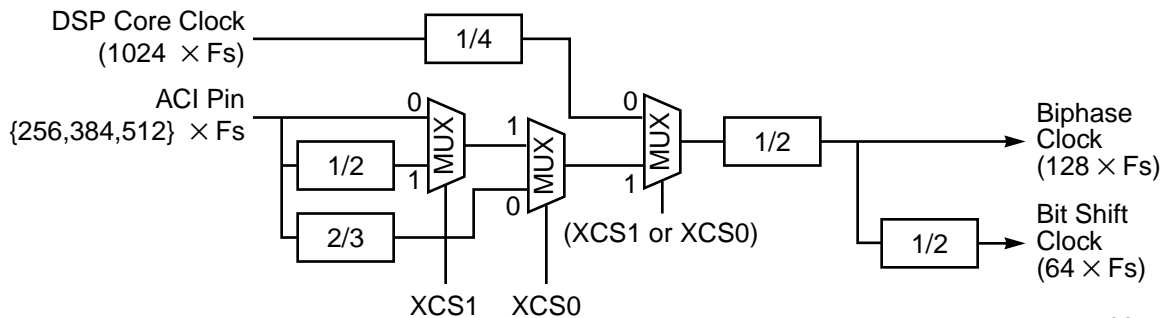 DSP Core Clock
(1024 × Fs)
1/4
ACI Pin
{256,384,512} × Fs
0
MUX
1
1/2
2/3
1
MUX
0
0
MUX
1
(XCS1 or XCS0)
XCS1
XCS0
1/2
Biphase
Clock
(128 × Fs)
1/2
Bit Shift
Clock
(64 × Fs)